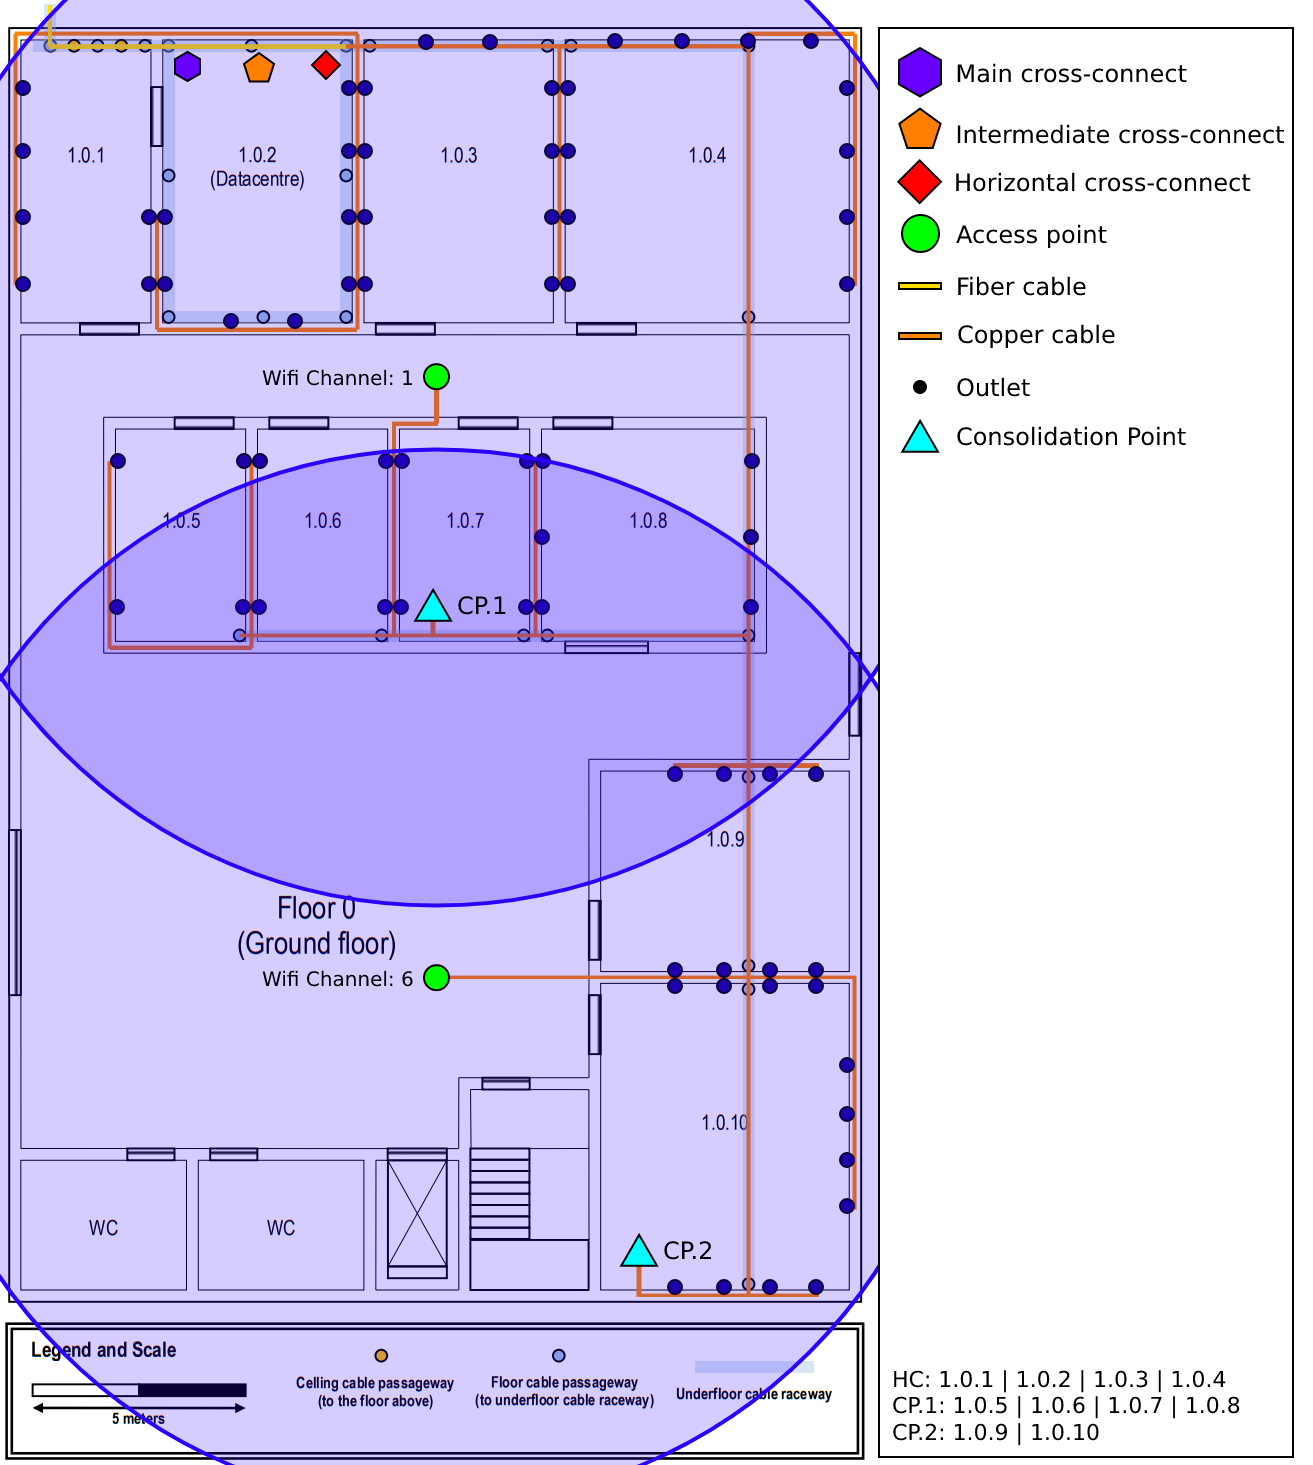 1.0.1
1.0.2
(Datacentre)
1.0.3
1.0.4
Wifi Channel: 1
1.0.5
1.0.6
1.0.7
1.0.8
CP.1
1.0.9
Floor 0
(Ground floor)
Wifi Channel: 6
1.0.10
WC
WC
CP.2
Legend and Scale
5 meters
Celling cable passageway
(to the floor above)
Floor cable passageway
(to underfloor cable raceway)
Underfloor cable raceway
Main cross-connect
Intermediate cross-connect
Horizontal cross-connect
Access point
Fiber cable
Copper cable
Outlet
Consolidation Point
HC: 1.0.1 | 1.0.2 | 1.0.3 | 1.0.4
CP.1: 1.0.5 | 1.0.6 | 1.0.7 | 1.0.8
CP.2: 1.0.9 | 1.0.10